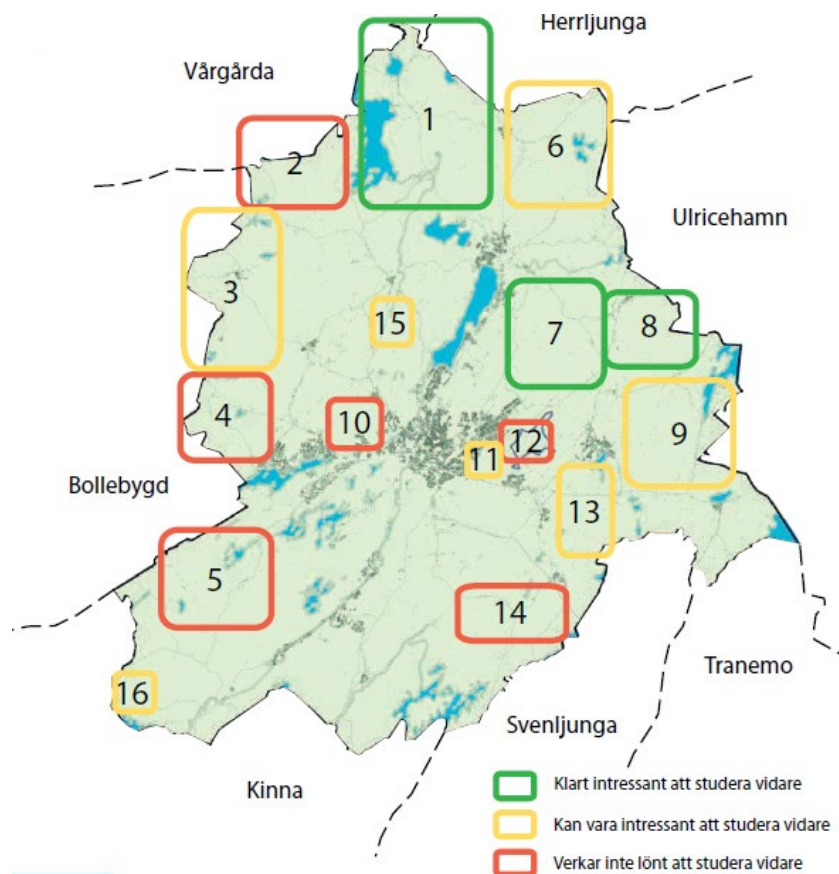 Herrljunga
Vårgårda
1
6
2
Ulricehamn
3
15
7
8
4
10
12
9
11
Bollebygd
13
5
14
Tranemo
16
Svenljunga
Kinna
Klart intressant att studera vidare
Kan vara intressant att studera vidare
Verkar inte lönt att studera vidare